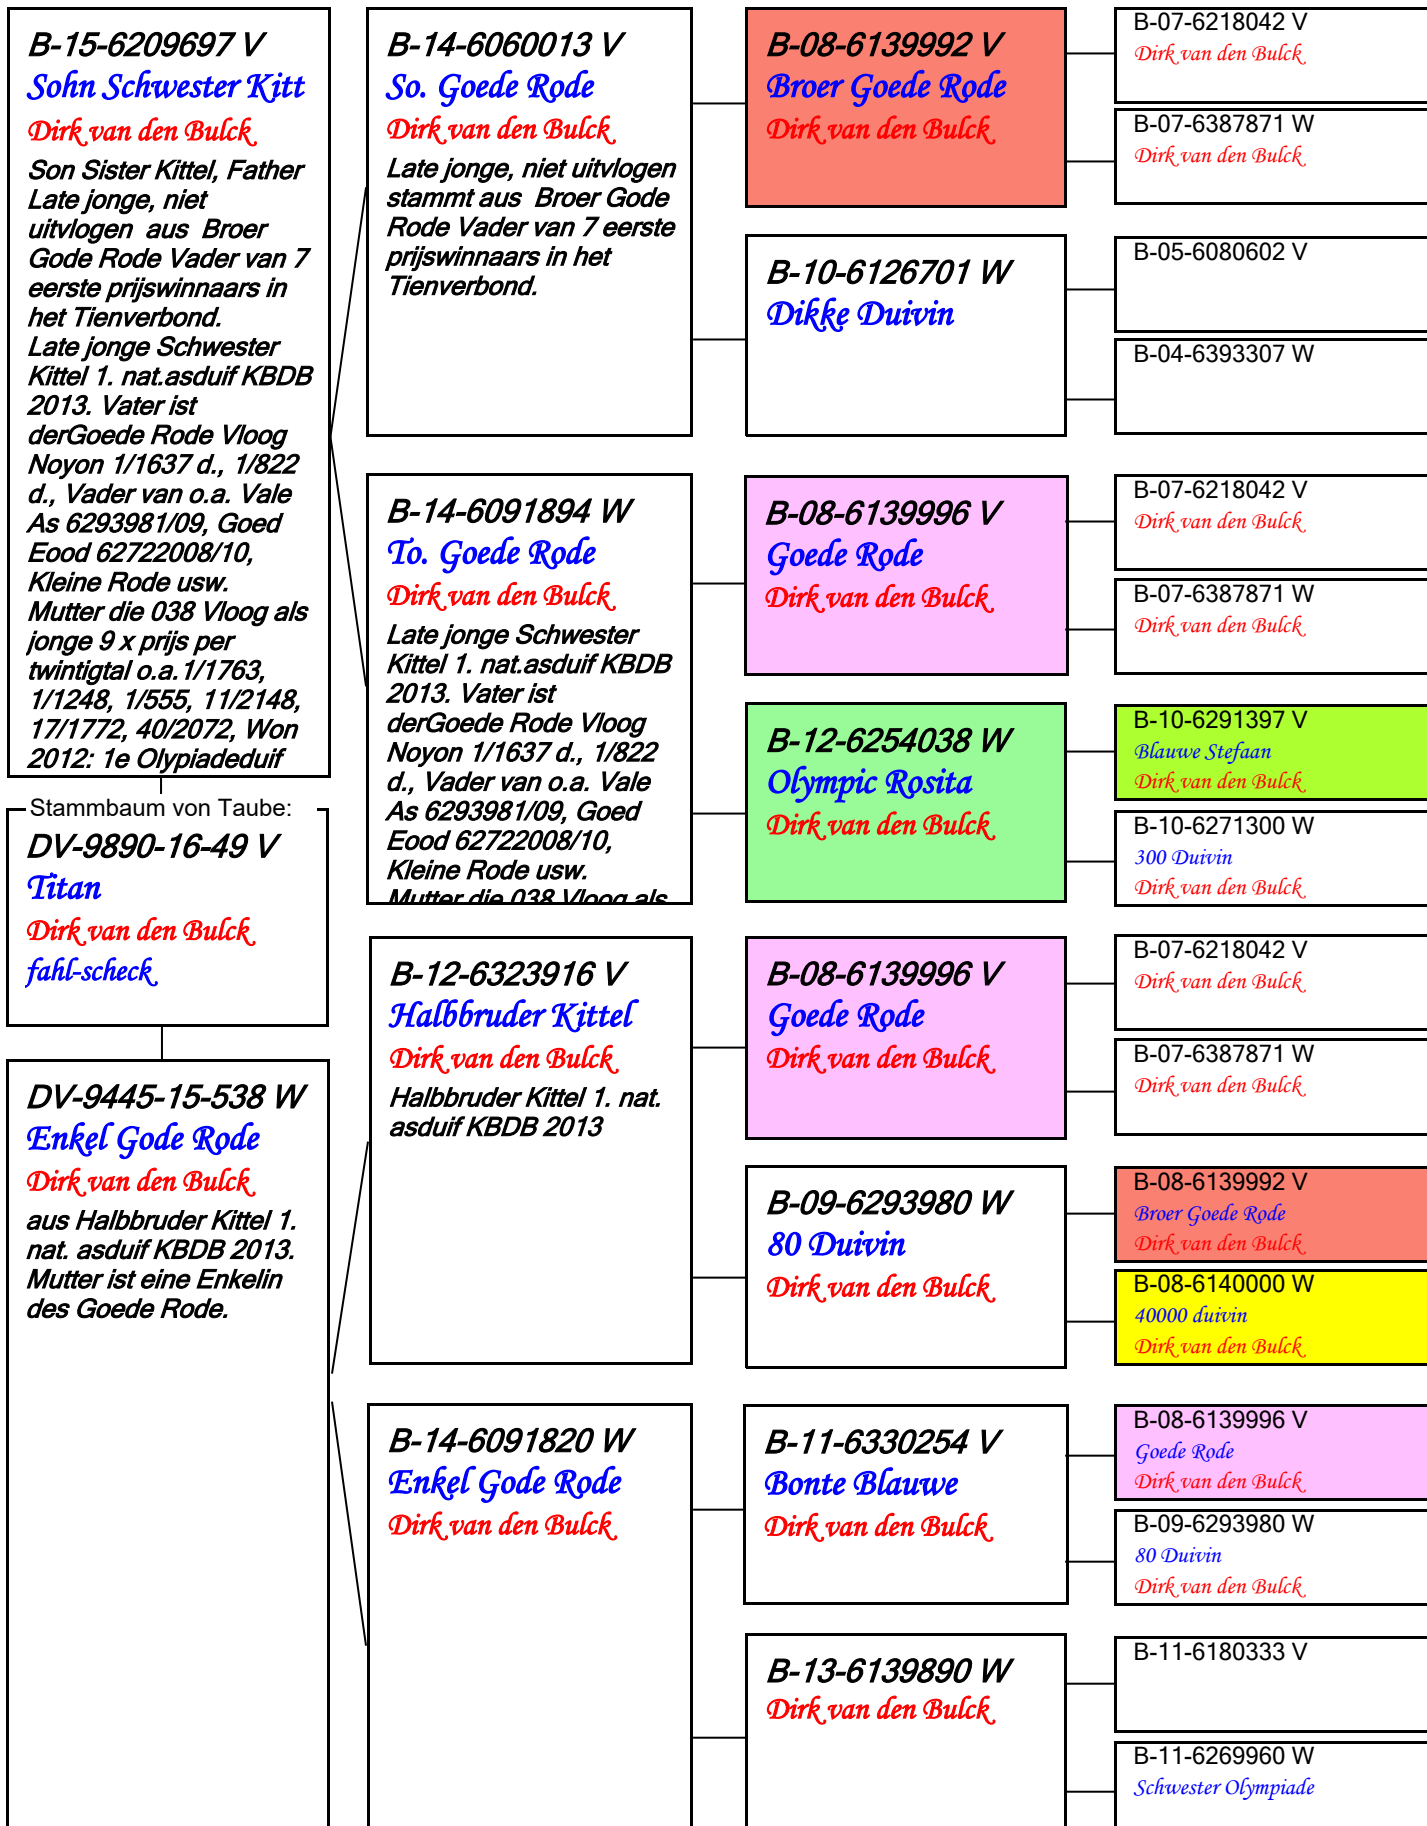 B-15-6209697 V
Sohn Schwester Kitt
Dirk van den Bulck
Son Sister Kittel, Father
Late jonge, niet
uitvlogen aus Broer
Gode Rode Vader van 7
eerste prijswinnaars in
het Tienverbond.
Late jonge Schwester
Kittel 1. nat.asduif KBDB
2013. Vater ist
derGoede Rode Vloog
Noyon 1/1637 d., 1/822
d., Vader van o.a. Vale
As 6293981/09, Goed
Eood 62722008/10,
Kleine Rode usw.
Mutter die 038 Vloog als
jonge 9 x prijs per
twintigtal o.a.1/1763,
1/1248, 1/555, 11/2148,
17/1772, 40/2072, Won
2012: 1e Olypiadeduif
Stammbaum von Taube:
DV-9890-16-49 V
Titan
Dirk van den Bulck
fahl-scheck
DV-9445-15-538 W
Enkel Gode Rode
Dirk van den Bulck
aus Halbbruder Kittel 1.
nat. asduif KBDB 2013.
Mutter ist eine Enkelin
des Goede Rode.
B-14-6060013 V
So. Goede Rode
Dirk van den Bulck
Late jonge, niet uitvlogen
stammt aus Broer Gode
Rode Vader van 7 eerste
prijswinnaars in het
Tienverbond.
B-14-6091894 W
To. Goede Rode
Dirk van den Bulck
Late jonge Schwester
Kittel 1. nat.asduif KBDB
2013. Vater ist
derGoede Rode Vloog
Noyon 1/1637 d., 1/822
d., Vader van o.a. Vale
As 6293981/09, Goed
Eood 62722008/10,
Kleine Rode usw.
Mutter die 038 Vloog als
B-12-6323916 V
Halbbruder Kittel
Dirk van den Bulck
Halbbruder Kittel 1. nat.
asduif KBDB 2013
B-14-6091820 W
Enkel Gode Rode
Dirk van den Bulck
B-08-6139992 V
Broer Goede Rode
Dirk van den Bulck
B-10-6126701 W
Dikke Duivin
B-08-6139996 V
Goede Rode
Dirk van den Bulck
B-12-6254038 W
Olympic Rosita
Dirk van den Bulck
B-08-6139996 V
Goede Rode
Dirk van den Bulck
B-09-6293980 W
80 Duivin
Dirk van den Bulck
B-11-6330254 V
Bonte Blauwe
Dirk van den Bulck
B-13-6139890 W
Dirk van den Bulck
B-07-6218042 V
Dirk van den Bulck
B-07-6387871 W
Dirk van den Bulck
B-05-6080602 V
B-04-6393307 W
B-07-6218042 V
Dirk van den Bulck
B-07-6387871 W
Dirk van den Bulck
B-10-6291397 V
Blauwe Stefaan
Dirk van den Bulck
B-10-6271300 W
300 Duivin
Dirk van den Bulck
B-07-6218042 V
Dirk van den Bulck
B-07-6387871 W
Dirk van den Bulck
B-08-6139992 V
Broer Goede Rode
Dirk van den Bulck
B-08-6140000 W
40000 duivin
Dirk van den Bulck
B-08-6139996 V
Goede Rode
Dirk van den Bulck
B-09-6293980 W
80 Duivin
Dirk van den Bulck
B-11-6180333 V
B-11-6269960 W
Schwester Olympiade